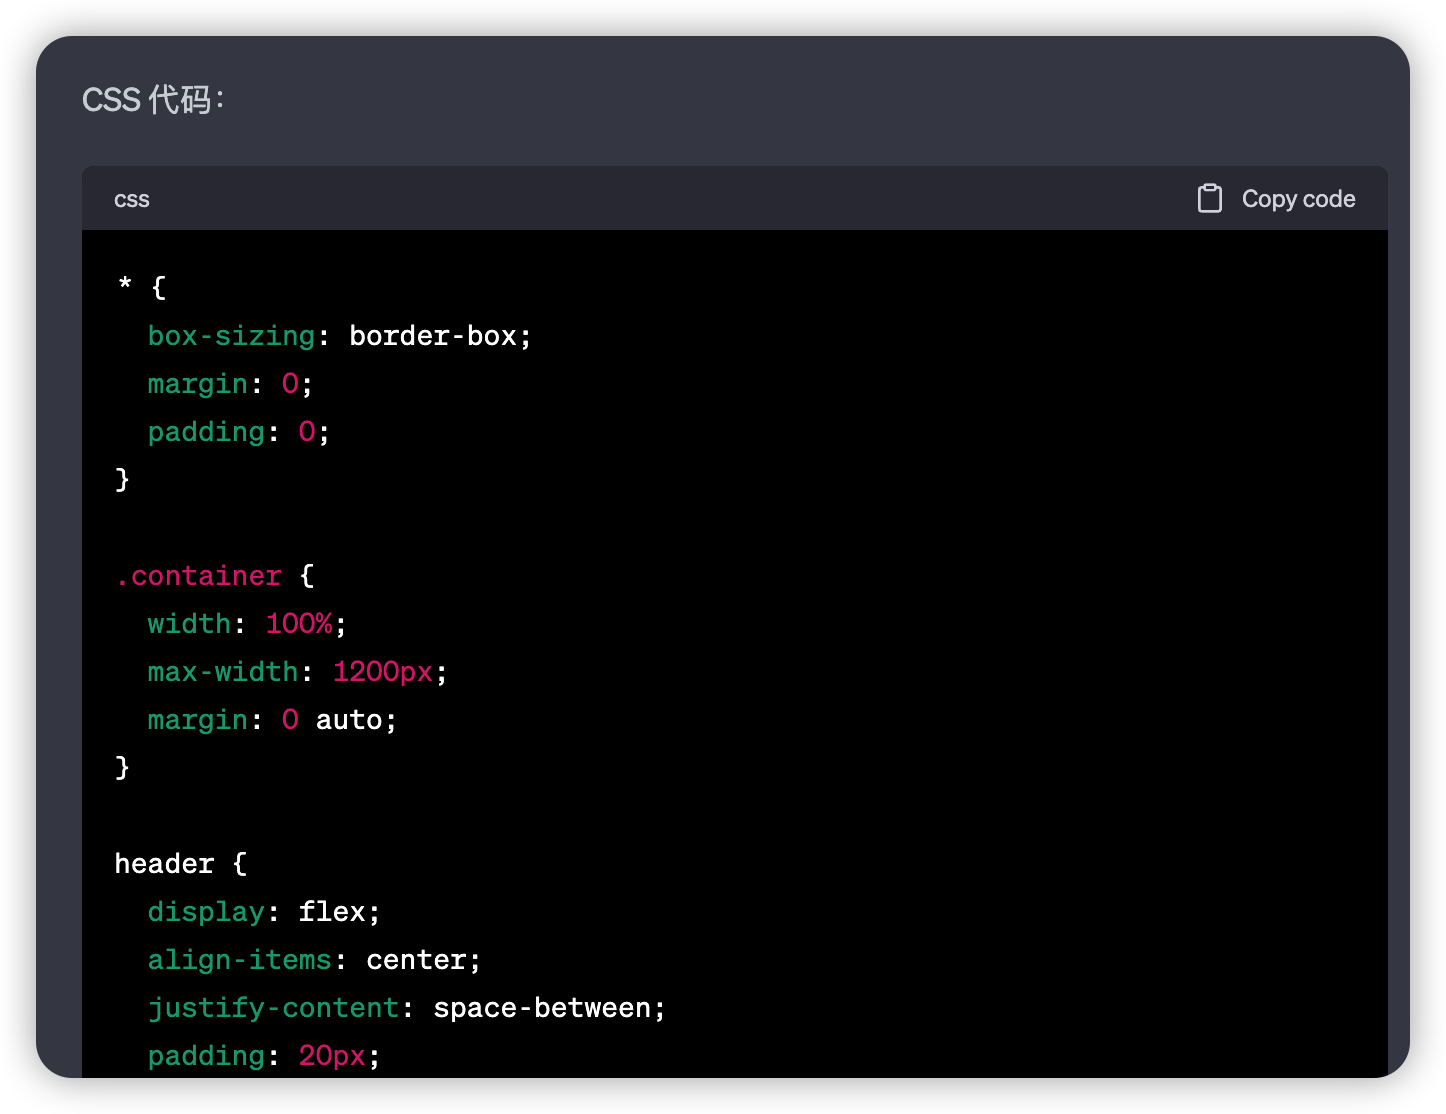 CSS 代码：
css
Copy code
* {
  box-sizing: border-box;
  margin: 0;
  padding: 0;
}
.container {
  width: 100%;
  max-width: 1200px;
  margin: 0 auto;
}
header {
  display: flex;
  align-items: center;
  justify-content: space-between;
  padding: 20px;